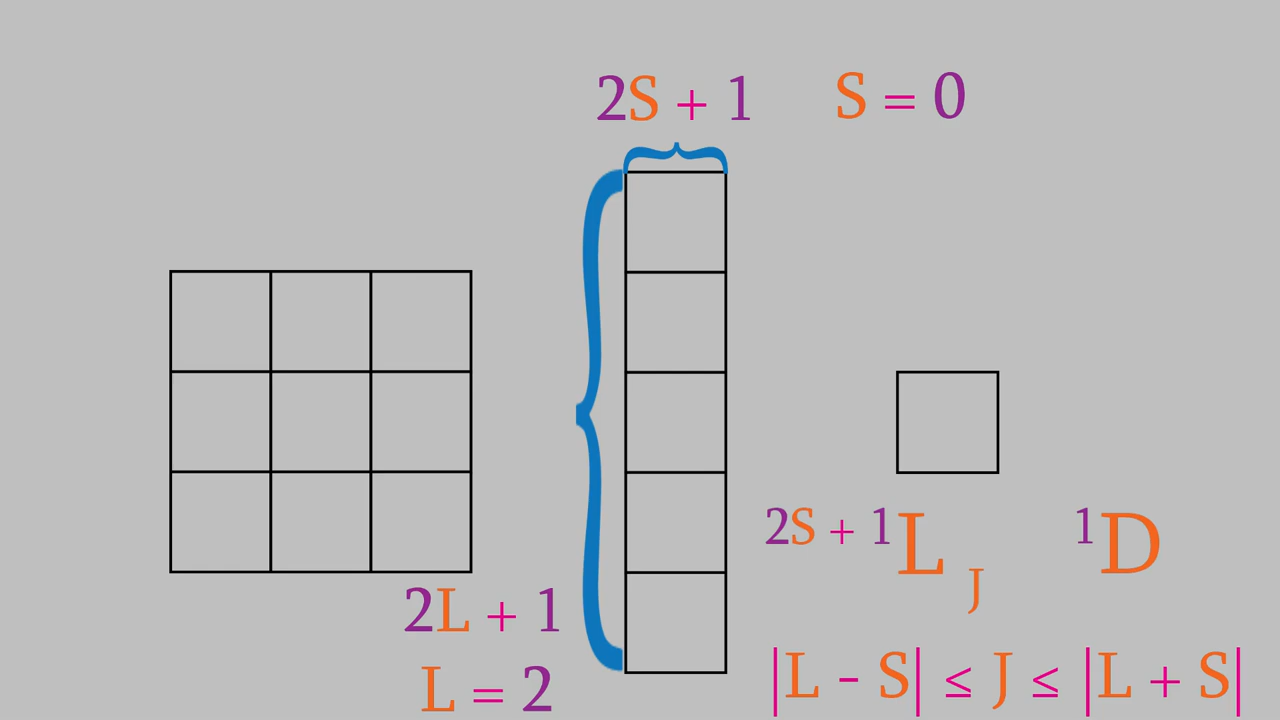 2S + 1
S = 0
2S + 1L J
1D
2L + 1
L = 2
|L - S| ≤ J ≤ |L + S|